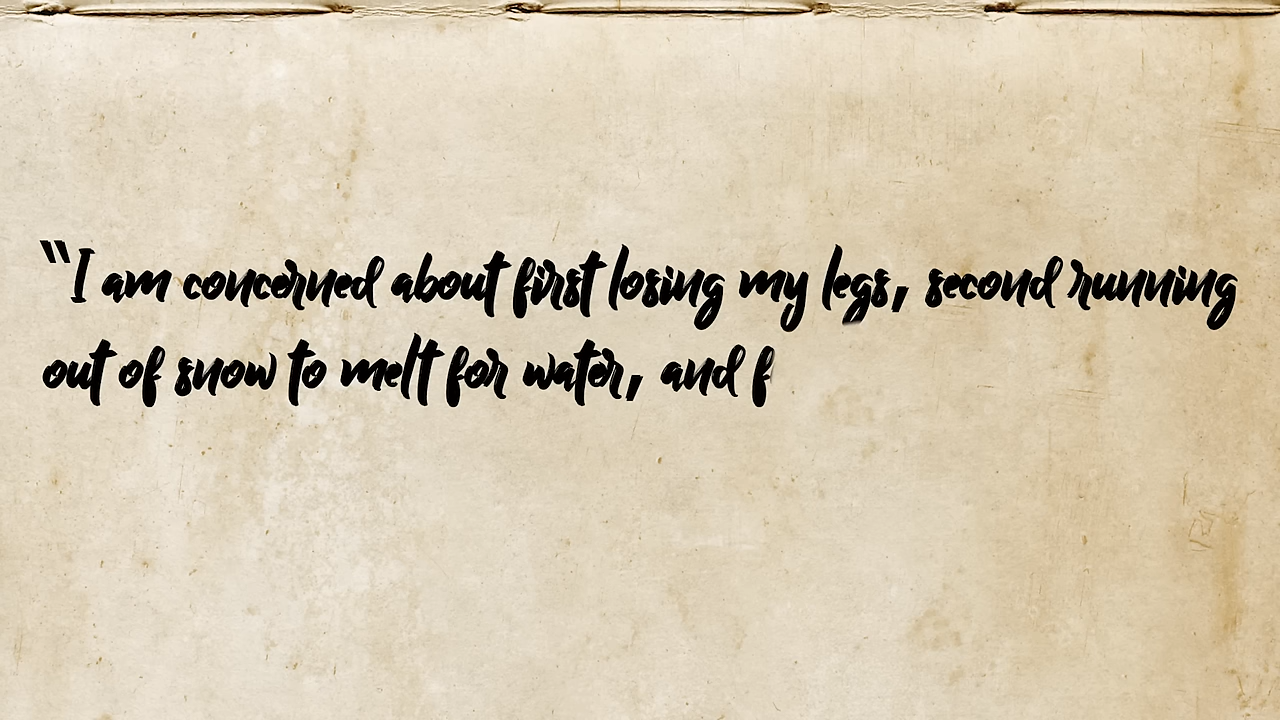 "I am concerned about first losing my legs, second running
out of snow to melt for water, and f